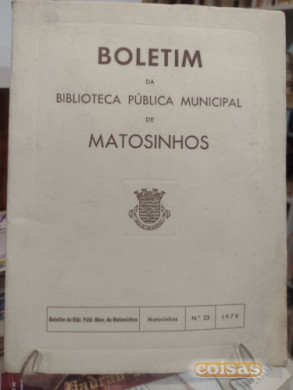 BOLETIM
DA
BIBLIOTECA PÚBLICA MUNICIPAL
DE
MATOSINHOS
Boletim da Bibl. Públ. Mun. de Matosinhos Matosinhos N.º 23 1979
coisas